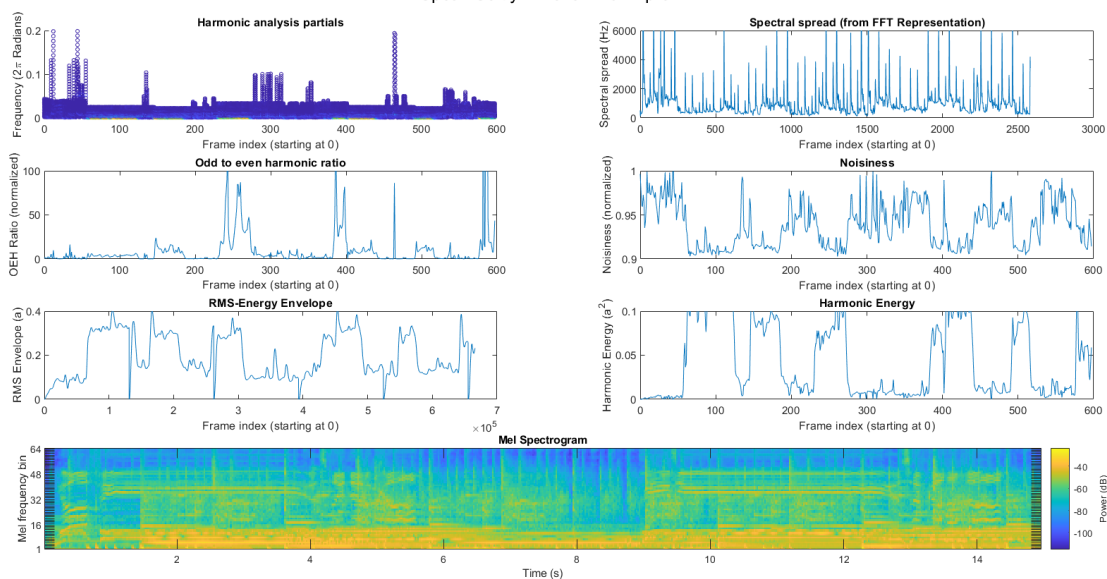 Harmonic analysis partials
0.2
0.1
0
Frequency (2π Radians)
0 100 200 300 400 500 600
Frame index (starting at 0)
Spectral spread (from FFT Representation)
6000
4000
2000
0
Spectral spread (Hz)
0 500 1000 1500 2000 2500 3000
Frame index (starting at 0)
Odd to even harmonic ratio
100
50
0
OEH Ratio (normalized)
0 100 200 300 400 500 600
Frame index (starting at 0)
Noisiness
1
0.95
0.9
Noisiness (normalized)
0 100 200 300 400 500 600
Frame index (starting at 0)
RMS-Energy Envelope
0.4
0.2
0
RMS Envelope (a)
0 1 2 3 4 5 6 7
Frame index (starting at 0)
×10⁵
Harmonic Energy
0.1
0.05
0
Harmonic Energy (a²)
0 100 200 300 400 500 600
Frame index (starting at 0)
Mel Spectrogram
64
48
32
16
1
Mel frequency bin
2 4 6 8 10 12 14
Time (s)
-40
-60
-80
-100
Power (dB)